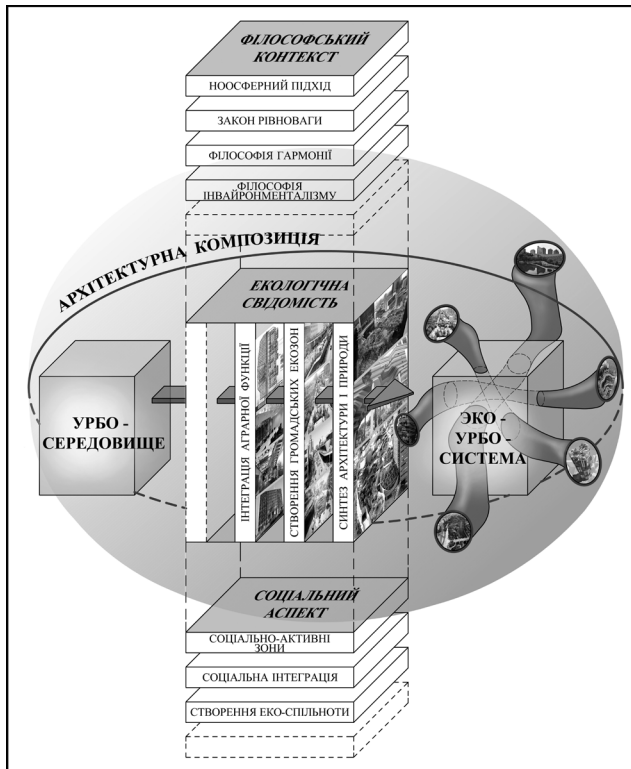 ФІЛОСОФСЬКИЙ
КОНТЕКСТ
НООСФЕРНИЙ ПІДХІД
ЗАКОН РІВНОВАГИ
ФІЛОСОФІЯ ГАРМОНІЇ
ФІЛОСОФІЯ
ІНВАЙРОНМЕНТАЛІЗМУ
АРХІТЕКТУРНА КОМПОЗИЦІЯ
ЕКОЛОГІЧНА
СВІДОМІСТЬ
УРБО -
СЕРЕДОВИЩЕ
ІНТЕГРАЦІЯ АГРАРНОЇ ФУНКЦІЇ
СТВОРЕННЯ ГРОМАДСЬКИХ ЕКОЗОН
СИНТЕЗ АРХІТЕКТУРИ І ПРИРОДИ
ЭКО -
УРБО -
СИСТЕМА
СОЦІАЛЬНИЙ
АСПЕКТ
СОЦІАЛЬНО-АКТИВНІ
ЗОНИ
СОЦІАЛЬНА ІНТЕГРАЦІЯ
СТВОРЕННЯ ЕКО-СПІЛЬНОТИ